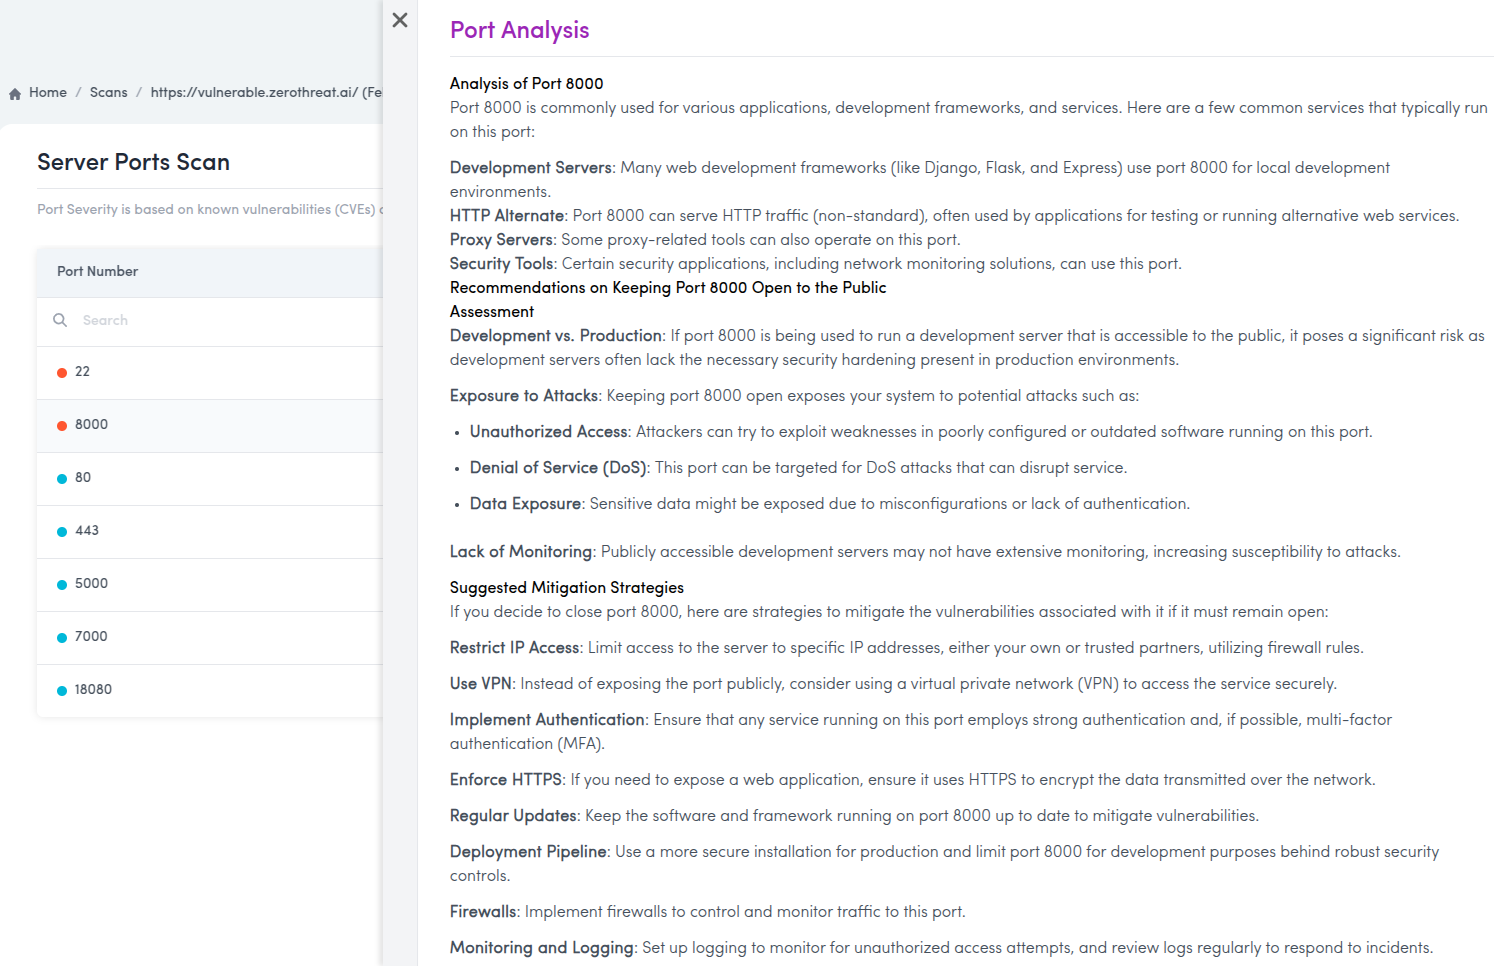 Home / Scans / https://vulnerable.zerothreat.ai/ (Fe
Server Ports Scan
Port Severity is based on known vulnerabilities (CVEs)
Port Number
Search
22
8000
80
443
5000
7000
18080
Port Analysis
Analysis of Port 8000
Port 8000 is commonly used for various applications, development frameworks, and services. Here are a few common services that typically run
on this port:
Development Servers: Many web development frameworks (like Django, Flask, and Express) use port 8000 for local development
environments.
HTTP Alternate: Port 8000 can serve HTTP traffic (non-standard), often used by applications for testing or running alternative web services.
Proxy Servers: Some proxy-related tools can also operate on this port.
Security Tools: Certain security applications, including network monitoring solutions, can use this port.
Recommendations on Keeping Port 8000 Open to the Public
Assessment
Development vs. Production: If port 8000 is being used to run a development server that is accessible to the public, it poses a significant risk as
development servers often lack the necessary security hardening present in production environments.
Exposure to Attacks: Keeping port 8000 open exposes your system to potential attacks such as:
• Unauthorized Access: Attackers can try to exploit weaknesses in poorly configured or outdated software running on this port.
• Denial of Service (DoS): This port can be targeted for DoS attacks that can disrupt service.
• Data Exposure: Sensitive data might be exposed due to misconfigurations or lack of authentication.
Lack of Monitoring: Publicly accessible development servers may not have extensive monitoring, increasing susceptibility to attacks.
Suggested Mitigation Strategies
If you decide to close port 8000, here are strategies to mitigate the vulnerabilities associated with it if it must remain open:
Restrict IP Access: Limit access to the server to specific IP addresses, either your own or trusted partners, utilizing firewall rules.
Use VPN: Instead of exposing the port publicly, consider using a virtual private network (VPN) to access the service securely.
Implement Authentication: Ensure that any service running on this port employs strong authentication and, if possible, multi-factor
authentication (MFA).
Enforce HTTPS: If you need to expose a web application, ensure it uses HTTPS to encrypt the data transmitted over the network.
Regular Updates: Keep the software and framework running on port 8000 up to date to mitigate vulnerabilities.
Deployment Pipeline: Use a more secure installation for production and limit port 8000 for development purposes behind robust security
controls.
Firewalls: Implement firewalls to control and monitor traffic to this port.
Monitoring and Logging: Set up logging to monitor for unauthorized access attempts, and review logs regularly to respond to incidents.